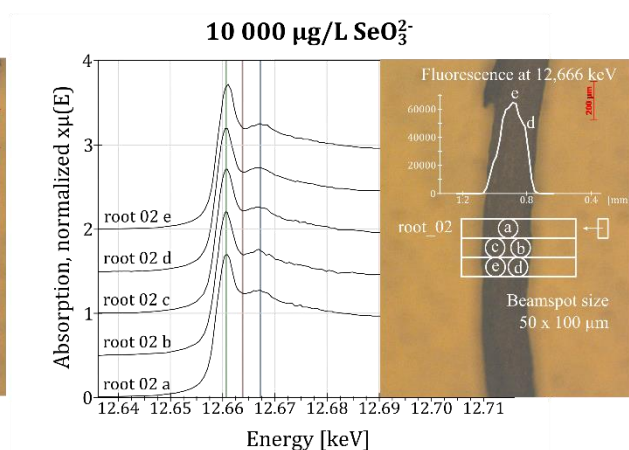 10 000 µg/L SeO₃²⁻
Absorption, normalized xµ(E)
4
3
2
1
0
root 02 e
root 02 d
root 02 c
root 02 b
root 02 a
12.64 12.65 12.66 12.67 12.68 12.69 12.70 12.71
Energy [keV]
Fluorescence at 12,666 keV
60000
40000
20000
0
e
d
1.2 0.8 0.4 [mm]
200 µm
root_02
a
c b
e d
Beamspot size
50 x 100 µm